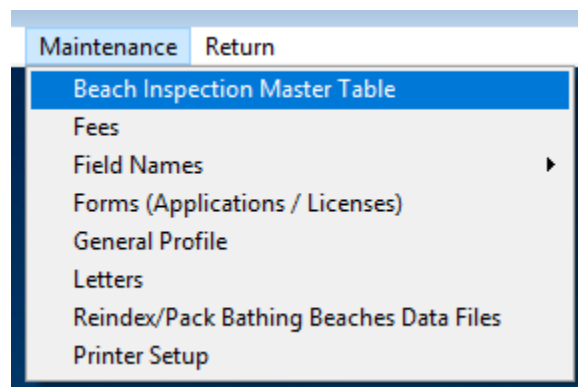 Maintenance Return
Beach Inspection Master Table
Fees
Field Names
Forms (Applications / Licenses)
General Profile
Letters
Reindex/Pack Bathing Beaches Data Files
Printer Setup